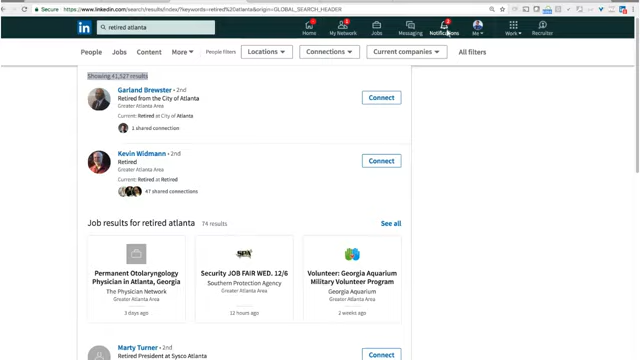 Secure
https://www.linkedin.com/search/results/index/?keywords=retired%20atlanta&origin=GLOBAL_SEARCH_HEADER
in
retired atlanta
Home
My Network
Jobs
Messaging
Notifications
Me
Work
Recruiter
People
Jobs
Content
More
People filters
Locations
Connections
Current companies
All filters
Showing 41,527 results
Garland Brewster • 2nd
Retired from the City of Atlanta
Greater Atlanta Area
Current: Retired at City of Atlanta
1 shared connection
Connect
Kevin Widmann • 2nd
Retired
Greater Atlanta Area
Current: Retired at Retired
47 shared connections
Connect
Job results for retired atlanta 74 results
See all
Permanent Otolaryngology
Physician in Atlanta, Georgia
The Physician Network
Greater Atlanta Area
3 days ago
Security JOB FAIR WED. 12/6
Southern Protection Agency
Greater Atlanta Area
12 hours ago
Volunteer: Georgia Aquarium
Military Volunteer Program
Georgia Aquarium
Greater Atlanta Area
2 weeks ago
Marty Turner • 2nd
Retired President at Sysco Atlanta
Greater Atlanta Area
Connect